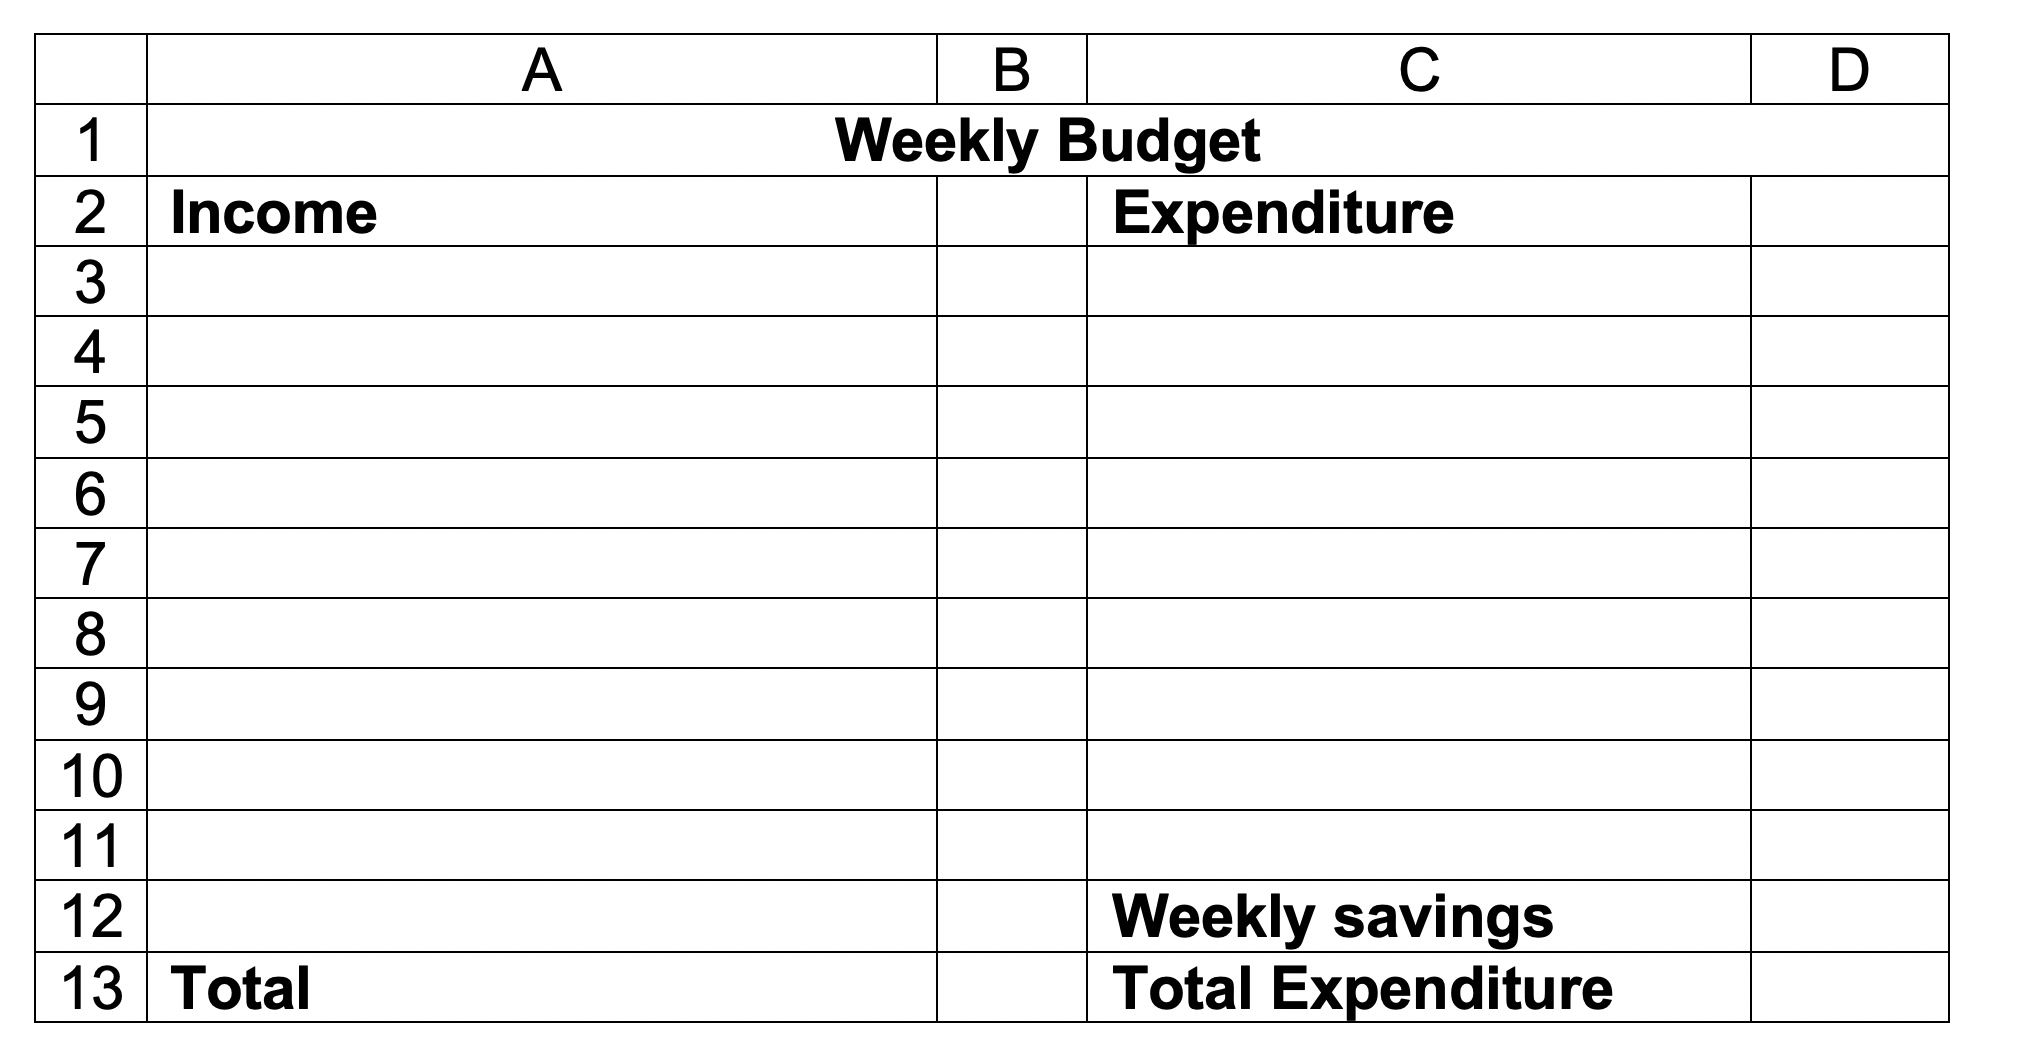 A B C D
1 Weekly Budget
2 Income Expenditure
3
4
5
6
7
8
9
10
11
12 Weekly savings
13 Total Total Expenditure